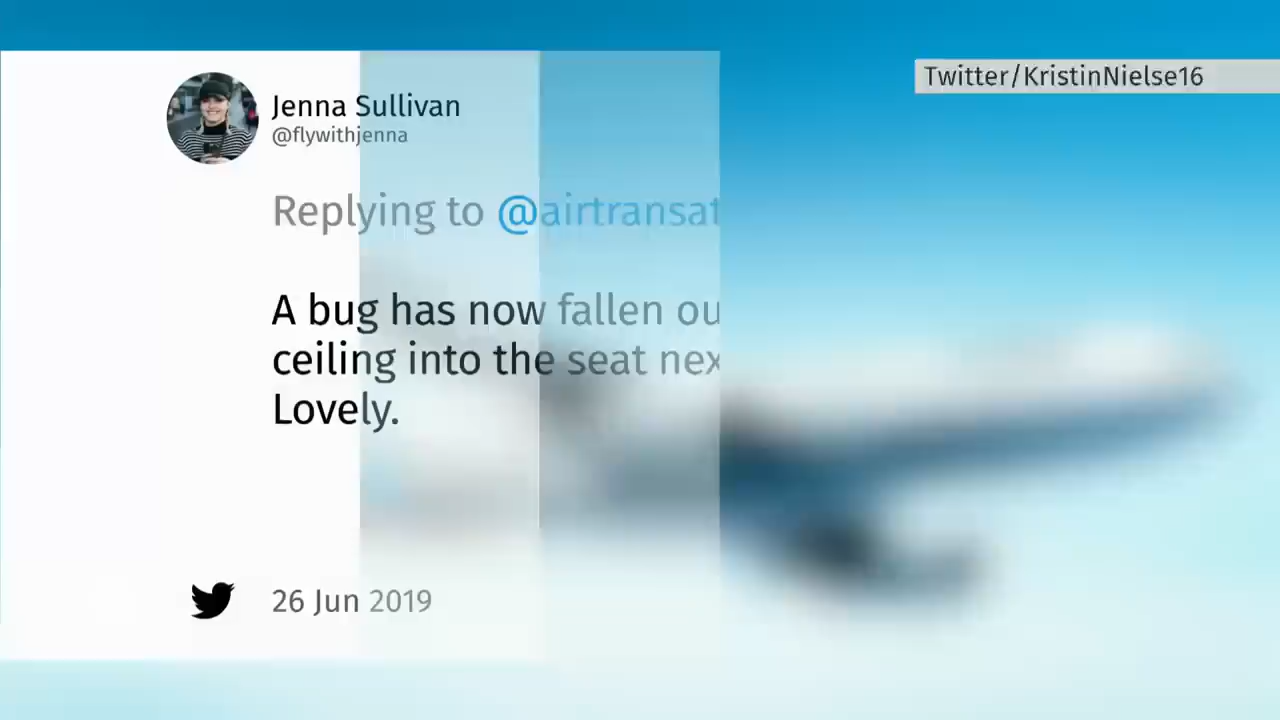 Twitter/KristinNielse16
Jenna Sullivan
@flywithjenna
Replying to @airtransat
A bug has now fallen ou
ceiling into the seat nex
Lovely.
26 Jun 2019